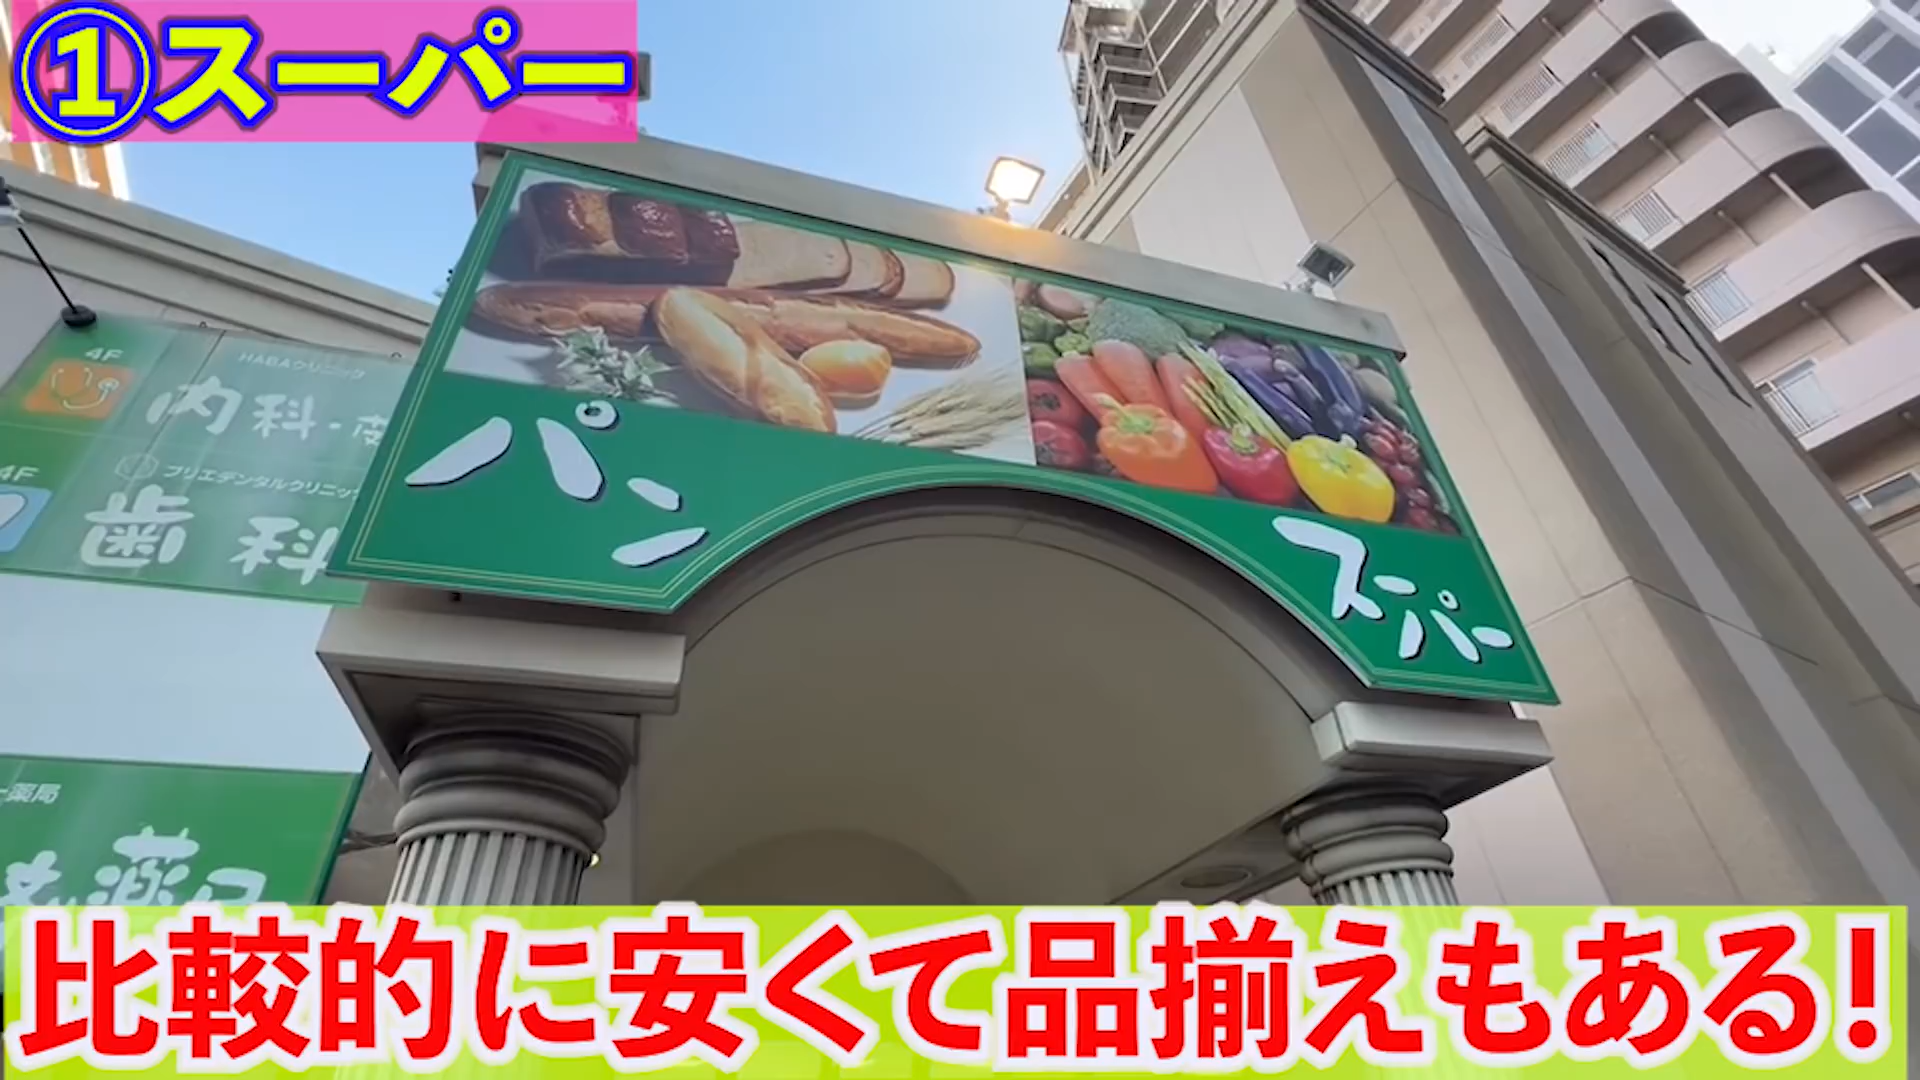 ①スーパー
4F
HABAクリニック
内科・皮
4F
プリエデンタルクリニック
歯科
パン
スーパー
薬局
比較的に安くて品揃えもある!